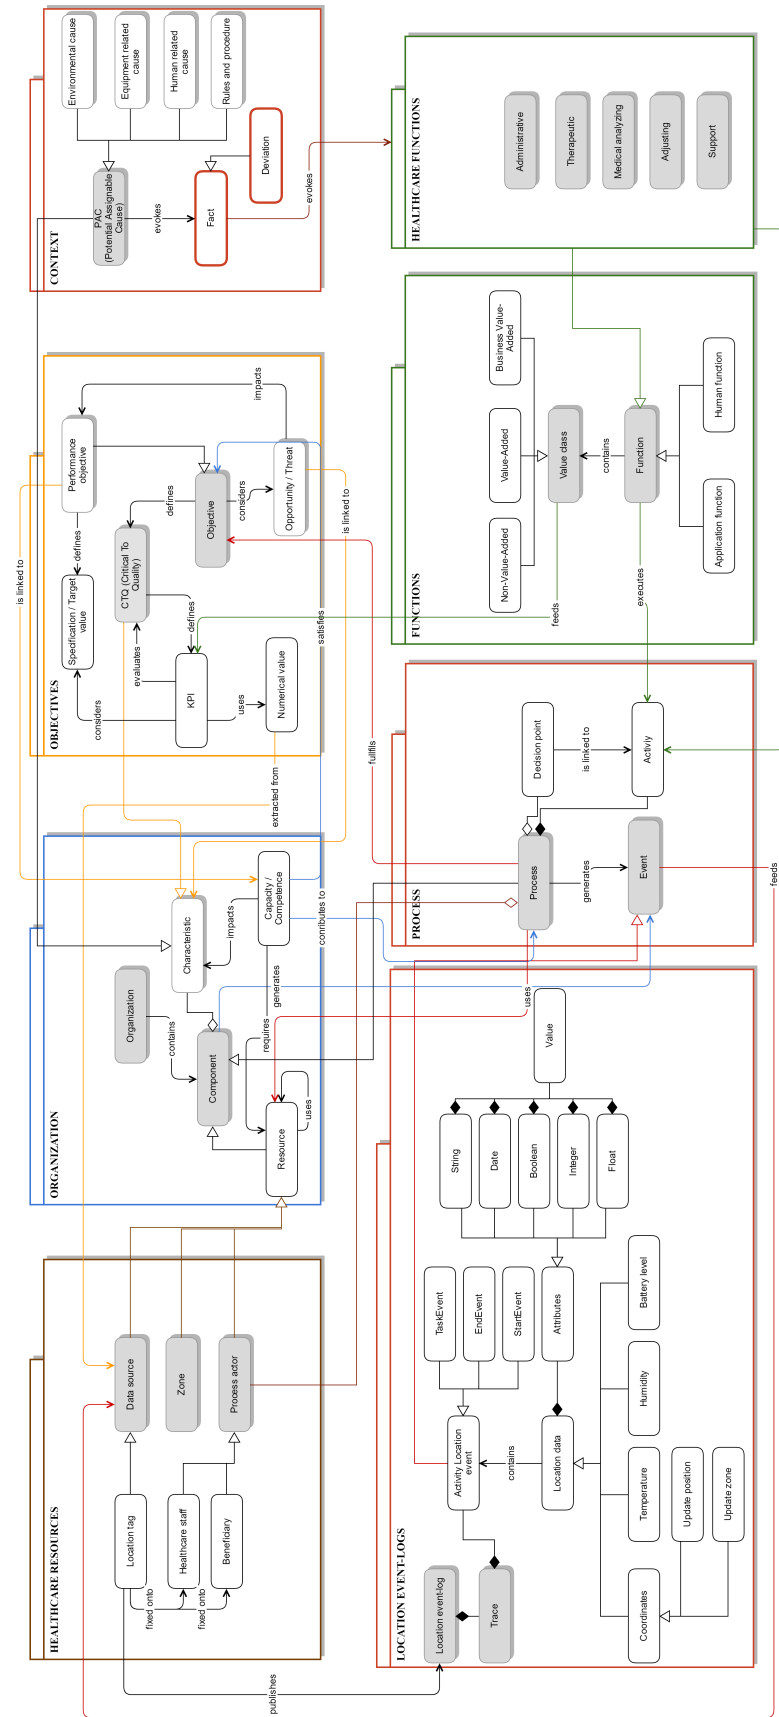 HEALTHCARE RESOURCES
Location tag
Healthcare staff
Beneficiary
fixed onto
fixed onto
Data source
Zone
Process actor
publishes
ORGANIZATION
Organization
contains
Component
Characteristic
Resource
uses
requires
generates
impacts
Capacity /
Competence
conributes to
OBJECTIVES
Specification / Target
value
Performance
objective
defines
CTQ (Critical To
Quality)
defines
Objective
considers
Opportunity / Threat
impacts
is linked to
is linked to
KPI
evaluates
defines
considers
uses
Numerical value
extracted from
satisfies
CONTEXT
PAC
(Potential Assignable
Cause)
Environmental cause
Equipment related
cause
Human related
cause
Rules and procedure
evokes
Fact
Deviation
evokes
LOCATION EVENT-LOGS
Location event-log
Trace
Activity Location
event
contains
Location data
TaskEvent
EndEvent
StartEvent
Attributes
String
Date
Boolean
Integer
Float
Value
Coordinates
Temperature
Humidity
Battery level
Update position
Update zone
PROCESS
Process
uses
fullfils
Decision point
is linked to
Activiy
generates
Event
feeds
FUNCTIONS
Non-Value-Added
Value-Added
Business Value-
Added
Value class
feeds
contains
Function
executes
Application function
Human function
HEALTHCARE FUNCTIONS
Administrative
Therapeutic
Medical analyzing
Adjusting
Support